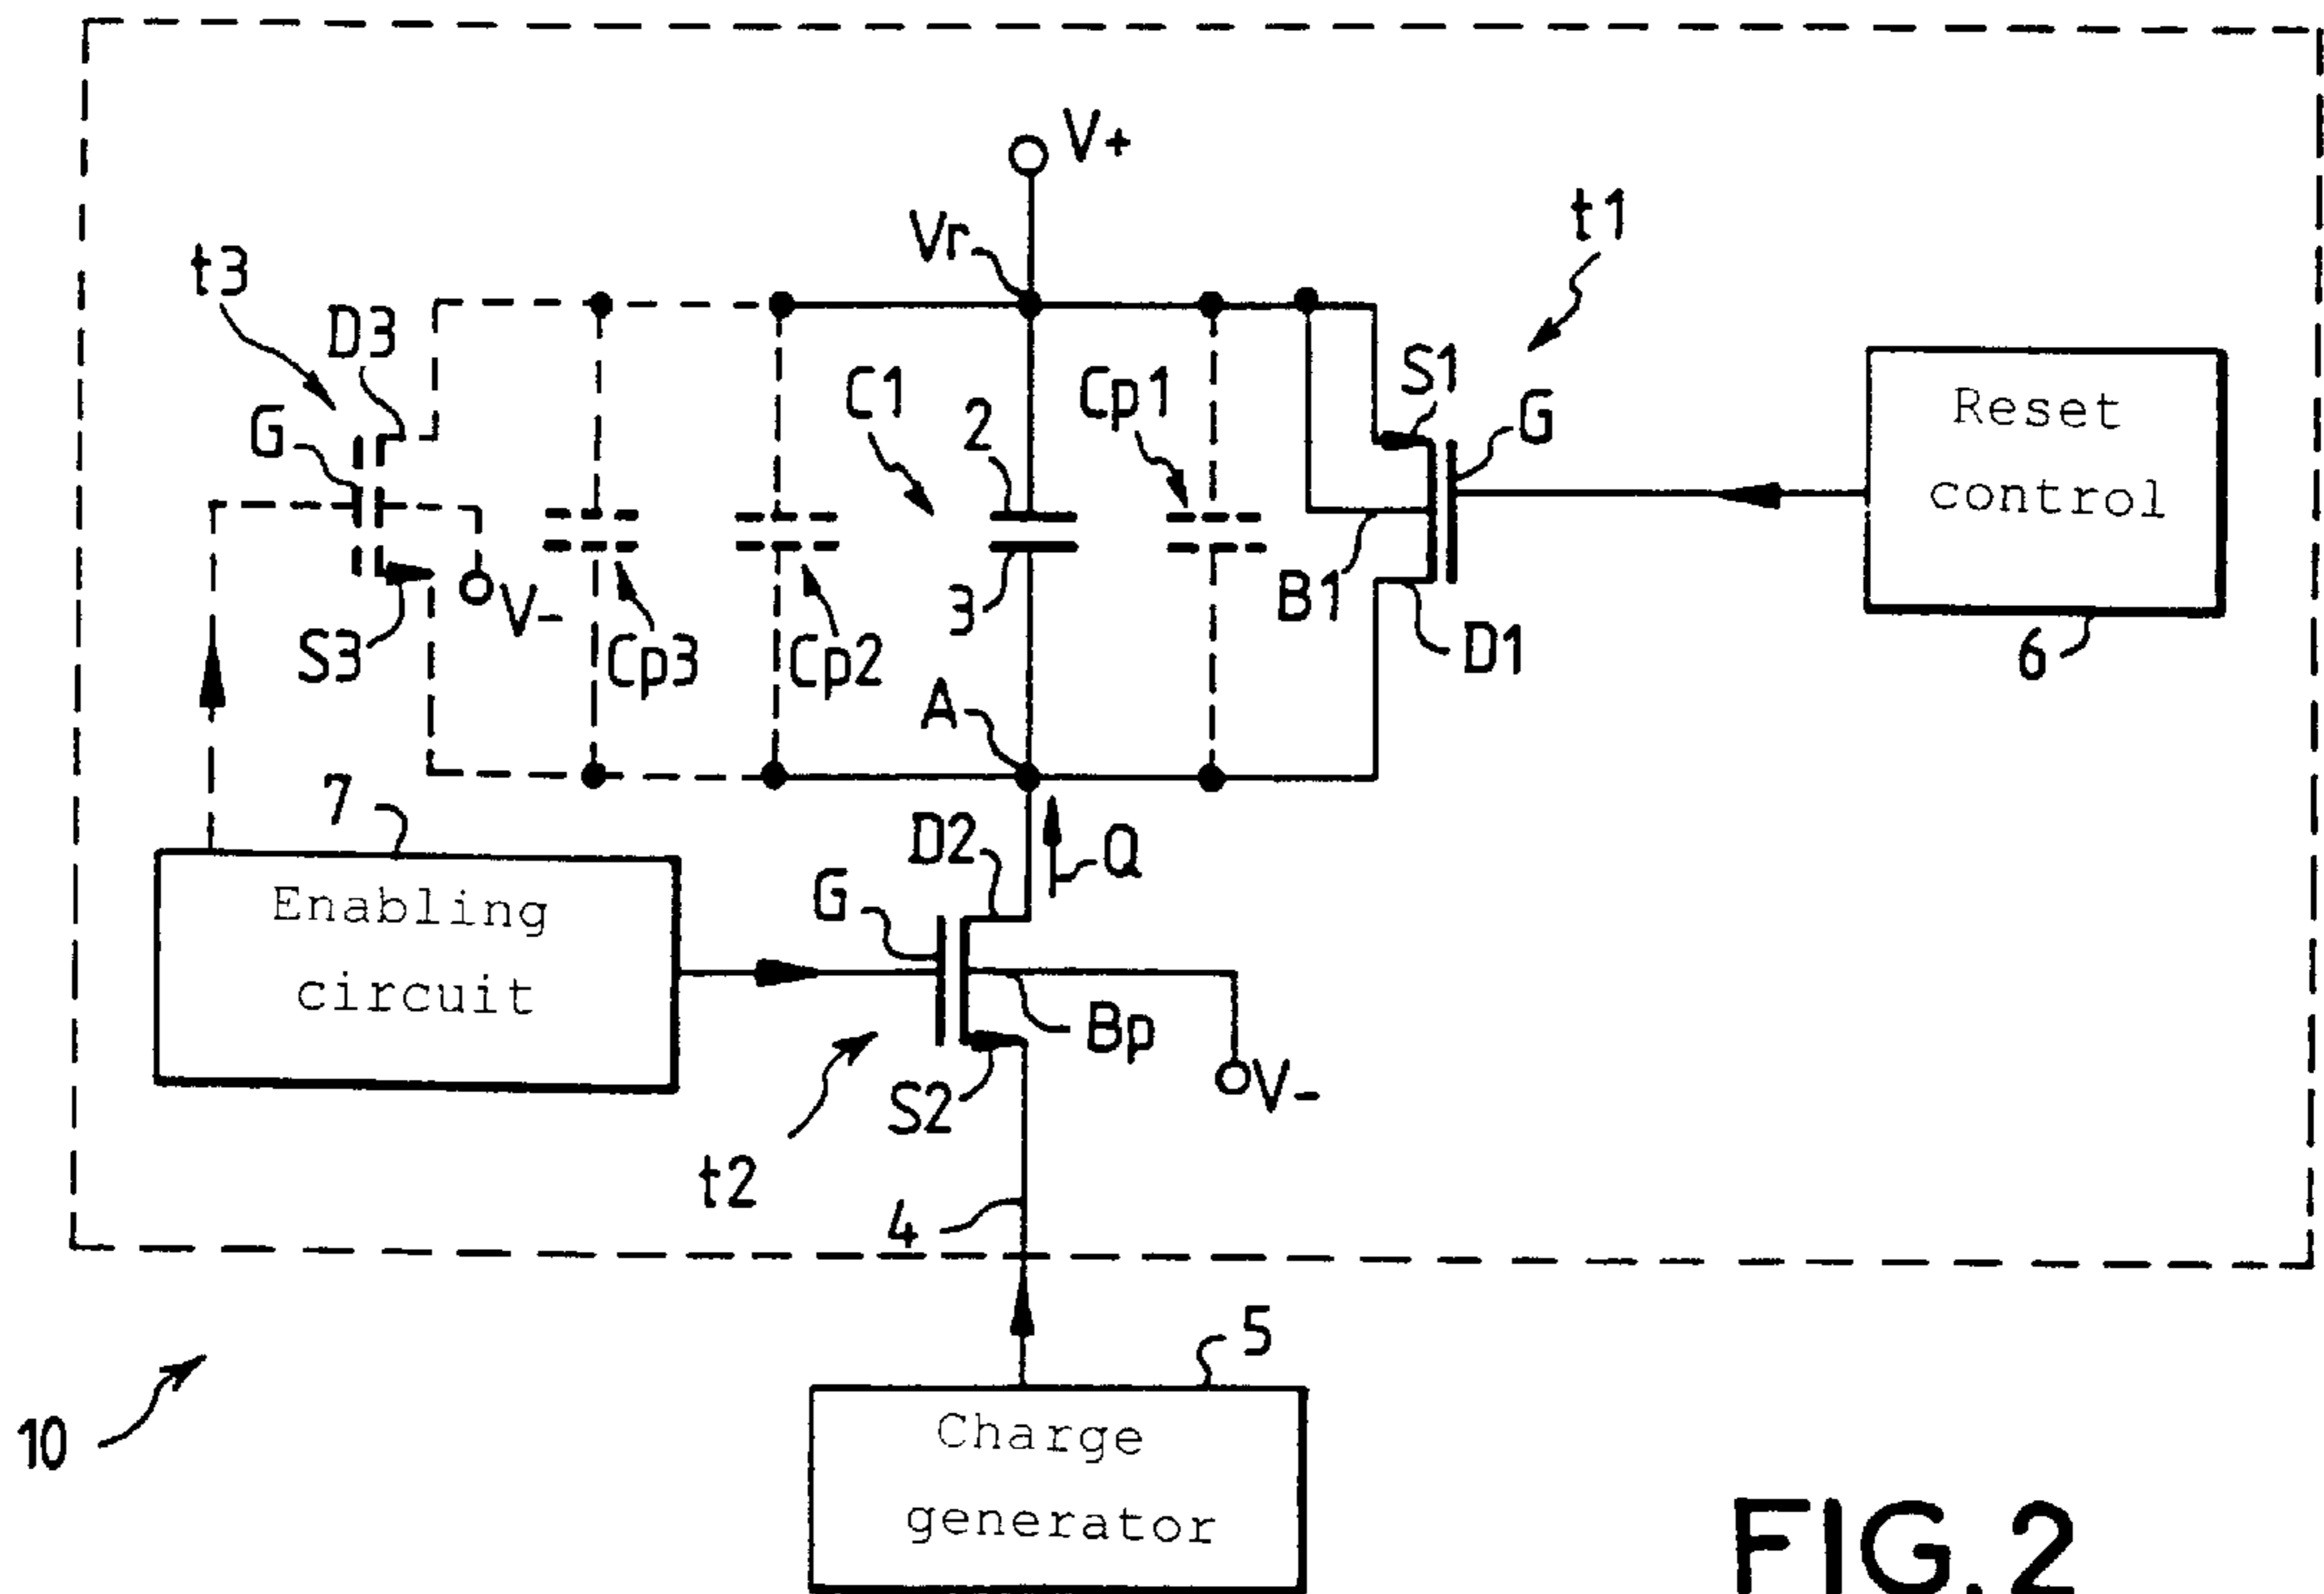 V+
Vr
t1
t3
D3
S1
C1
Cp1
2
G
G
Reset
control
B1
3
V-
S3
Cp3
Cp2
D1
6
A
7
D2
Q
G
Enabling
circuit
Bp
S2
V-
t2
4
5
10
Charge
generator
FIG.2